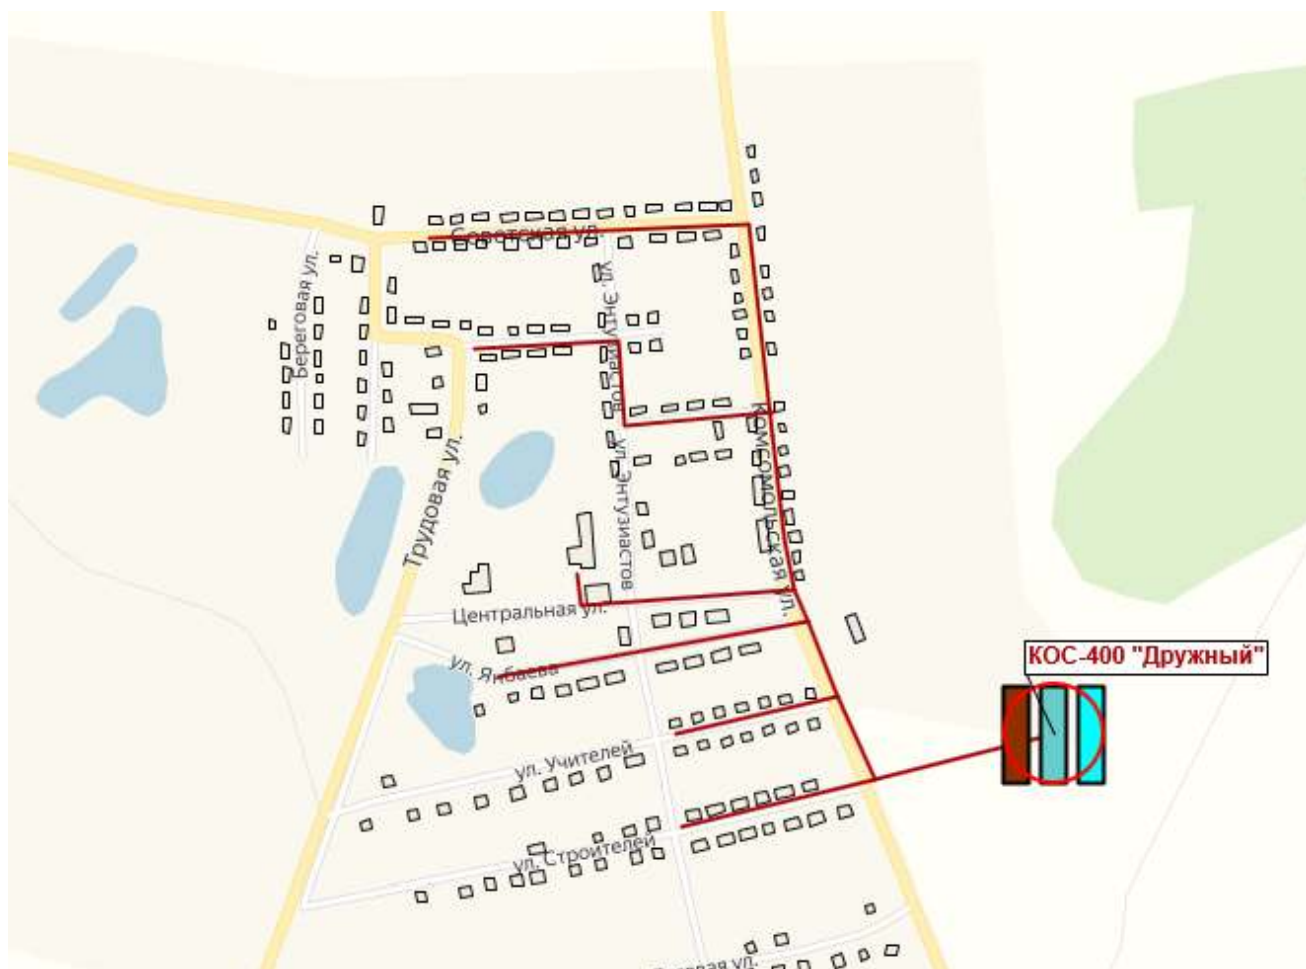 Советская ул.
Береговая ул.
ул. Энтузиастов
Комсомольская ул.
Трудовая ул.
ул. Энтузиастов
Центральная ул.
ул. Янбаева
КОС-400 "Дружный"
ул. Учителей
ул. Строителей
ул.